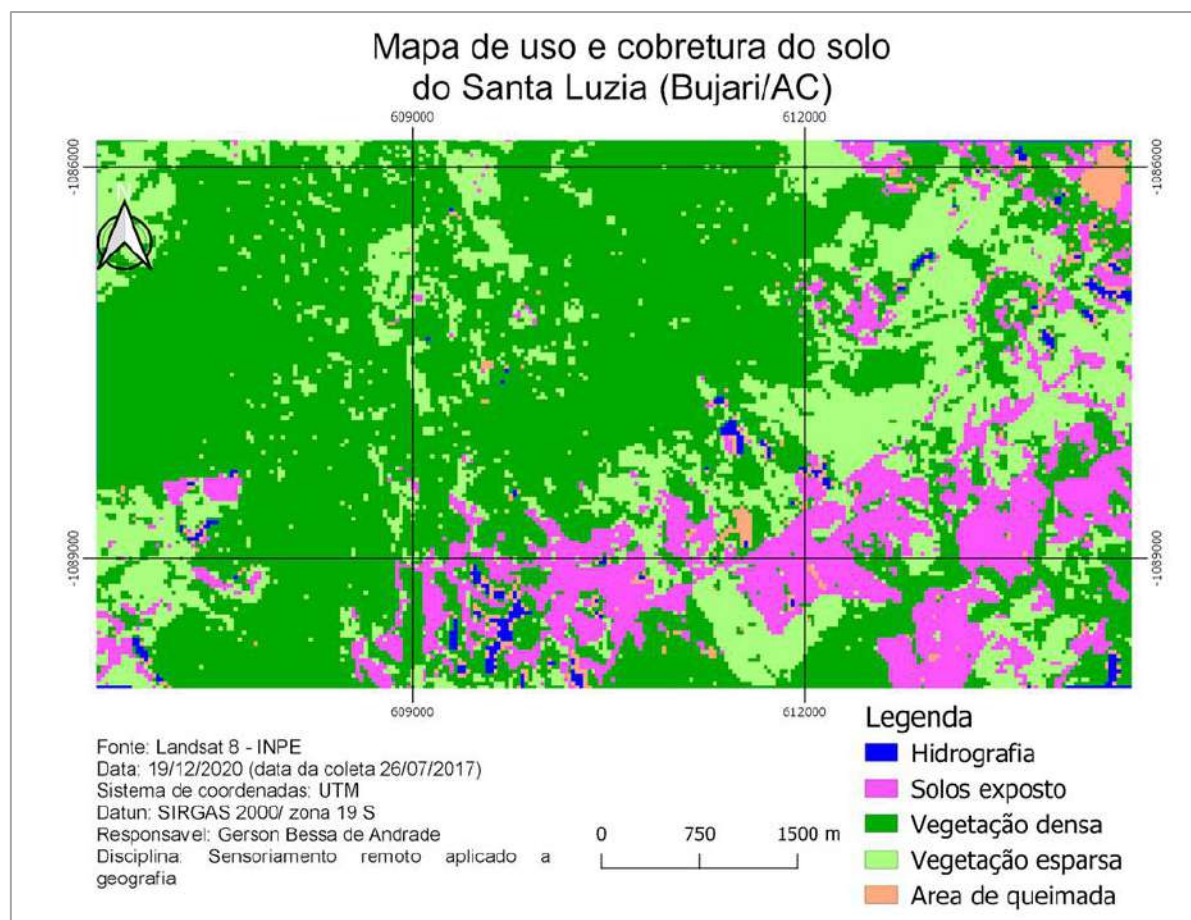 Mapa de uso e cobretura do solo
do Santa Luzia (Bujari/AC)
609000
612000
-1086000
-1086000
N
-1089000
-1089000
609000
612000
Fonte: Landsat 8 - INPE
Data: 19/12/2020 (data da coleta 26/07/2017)
Sistema de coordenadas: UTM
Datun: SIRGAS 2000/ zona 19 S
Responsavel: Gerson Bessa de Andrade
Disciplina: Sensoriamento remoto aplicado a
geografia
0 750 1500 m
Legenda
Hidrografia
Solos exposto
Vegetação densa
Vegetação esparsa
Area de queimada